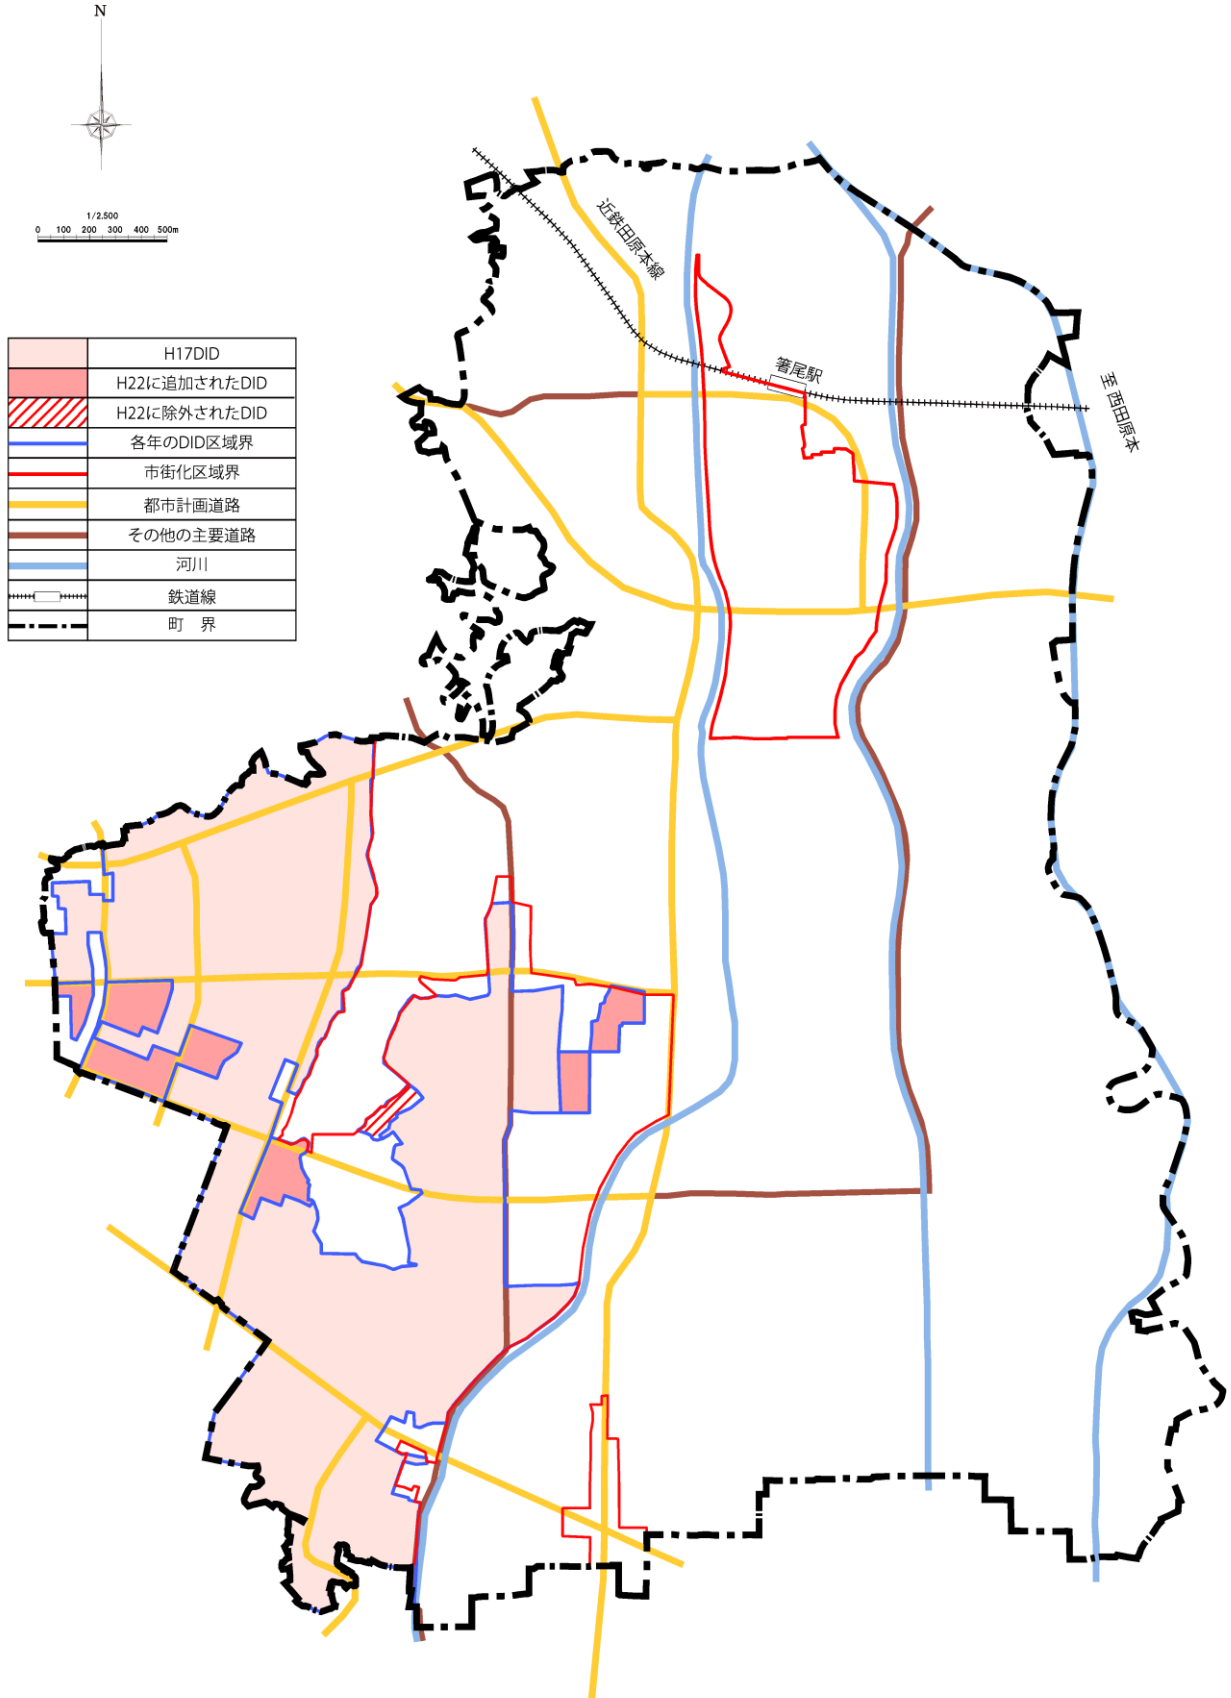 N
1/2.500
0 100 200 300 400 500m
H17DID
H22に追加されたDID
H22に除外されたDID
各年のDID区域界
市街化区域界
都市計画道路
その他の主要道路
河川
鉄道線
町　界
近鉄田原本線
箸尾駅
至 西田原本